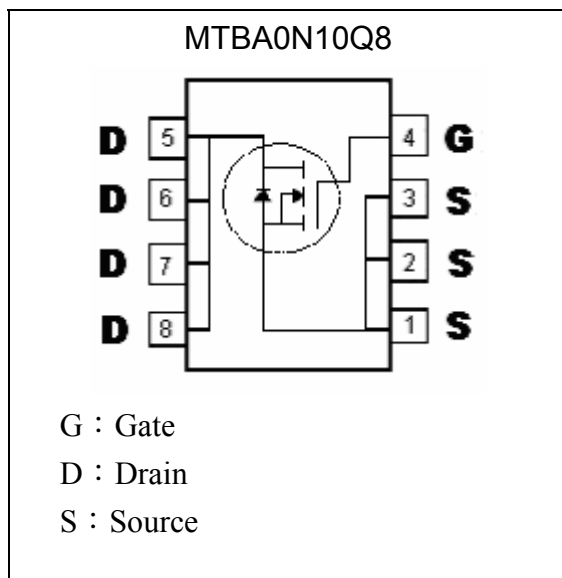 MTBA0N10Q8
D 5 4 G
D 6 3 S
D 7 2 S
D 8 1 S
G：Gate
D：Drain
S：Source